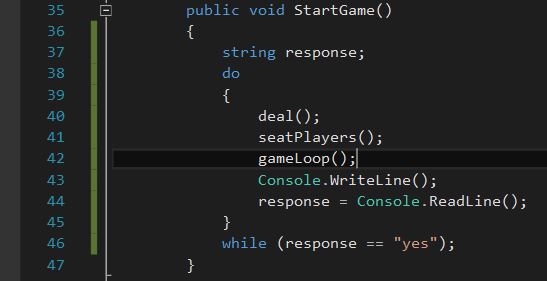 35 public void StartGame()
36 {
37 string response;
38 do
39 {
40 deal();
41 seatPlayers();
42 gameLoop();
43 Console.WriteLine();
44 response = Console.ReadLine();
45 }
46 while (response == "yes");
47 }